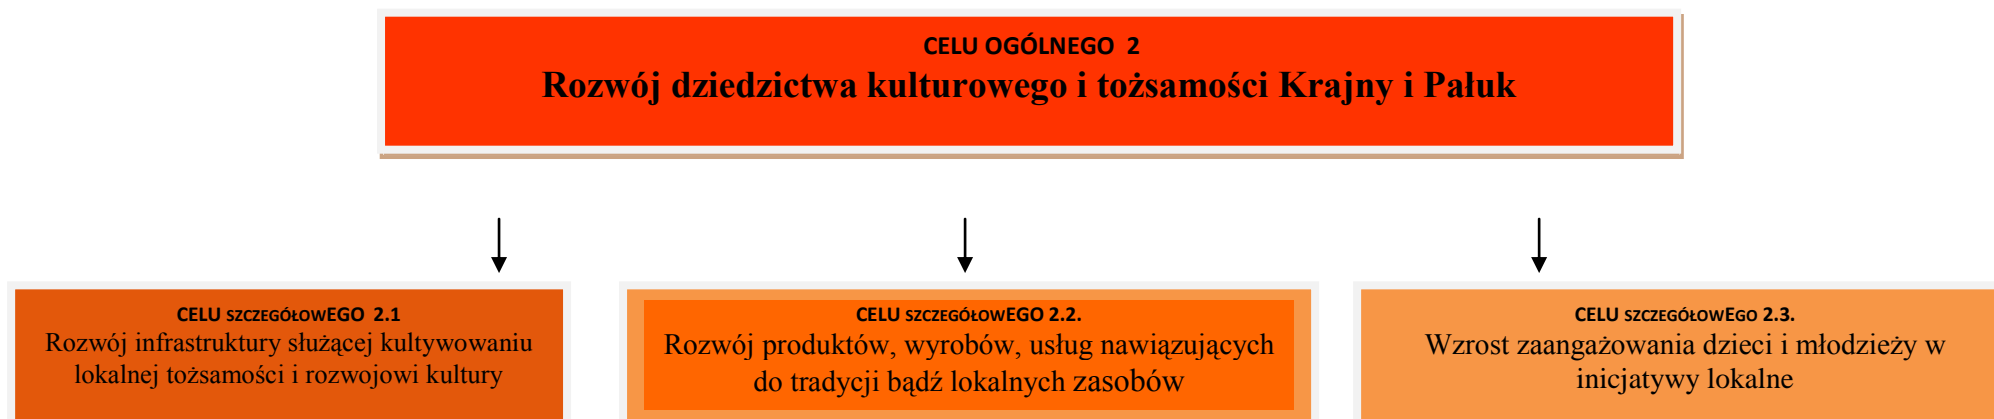 CELU OGÓLNEGO 2
Rozwój dziedzictwa kulturowego i tożsamości Krajny i Pałuk
CELU SZCZEGÓŁOWEGO 2.1
Rozwój infrastruktury służącej kultywowaniu
lokalnej tożsamości i rozwojowi kultury
CELU SZCZEGÓŁOWEGO 2.2.
Rozwój produktów, wyrobów, usług nawiązujących
do tradycji bądź lokalnych zasobów
CELU SZCZEGÓŁOWEGO 2.3.
Wzrost zaangażowania dzieci i młodzieży w
inicjatywy lokalne